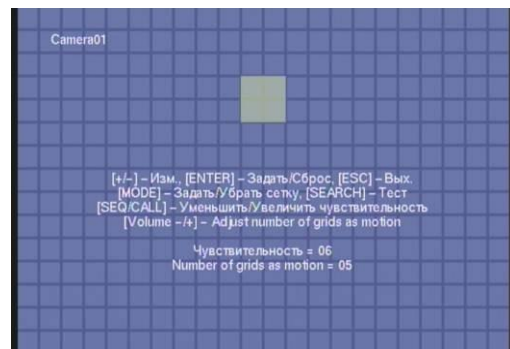 Camera01
[+/-] – Изм., [ENTER] – Задать/Сброс, [ESC] – Вых.
[MODE] – Задать/Убрать сетку, [SEARCH] – Тест
[SEQ/CALL] – Уменьшить/Увеличить чувствительность
[Volume -/+] – Adjust number of grids as motion
Чувствительность = 06
Number of grids as motion = 05